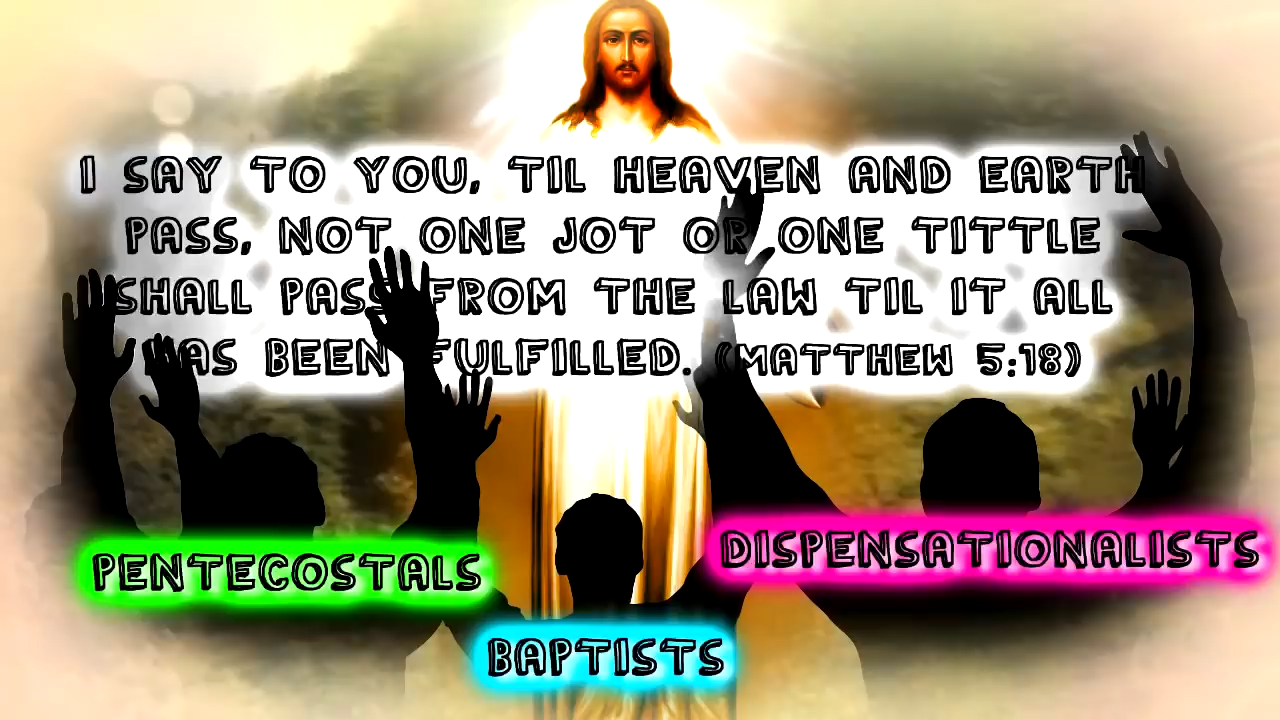 I SAY TO YOU, TIL HEAVEN AND EARTH
PASS, NOT ONE JOT OR ONE TITTLE
SHALL PASS FROM THE LAW TIL IT ALL
HAS BEEN FULFILLED. (MATTHEW 5:18)
DISPENSATIONALISTS
PENTECOSTALS
BAPTISTS